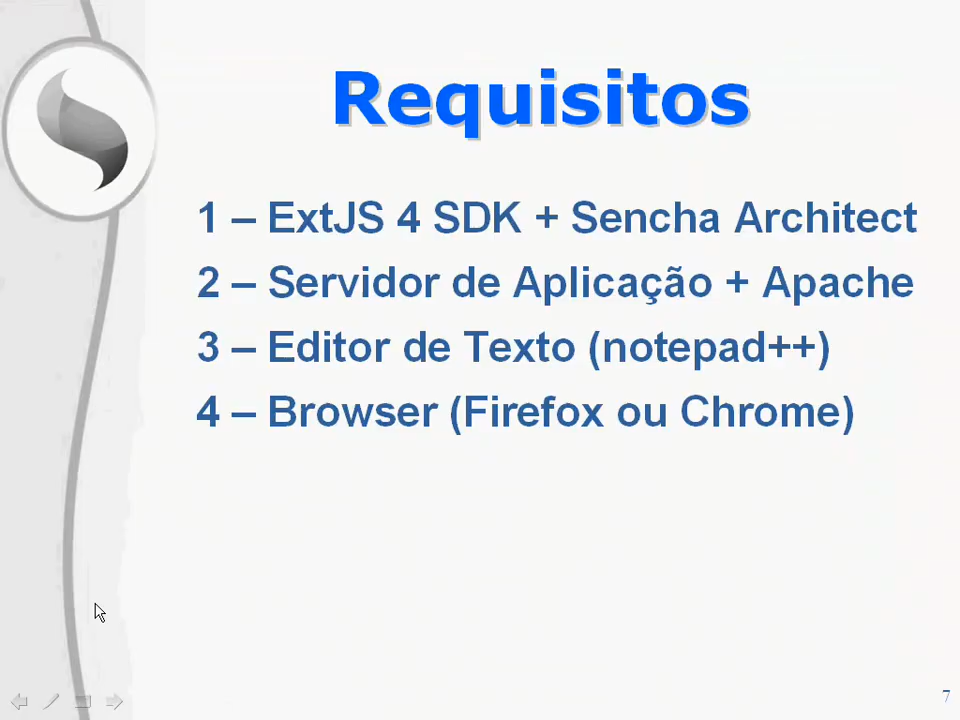 Requisitos
1 – ExtJS 4 SDK + Sencha Architect
2 – Servidor de Aplicação + Apache
3 – Editor de Texto (notepad++)
4 – Browser (Firefox ou Chrome)
7